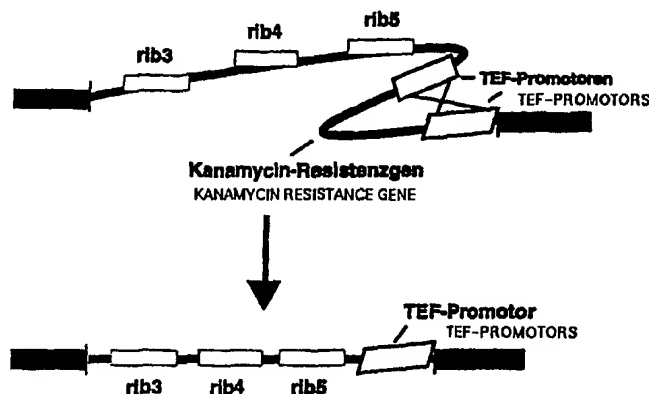 rib5
rib4
rib3
TEF-Promotoren
TEF-PROMOTORS
Kanamycin-Resistenzgen
KANAMYCIN RESISTANCE GENE
TEF-Promotor
TEF-PROMOTORS
rib3
rib4
rib5